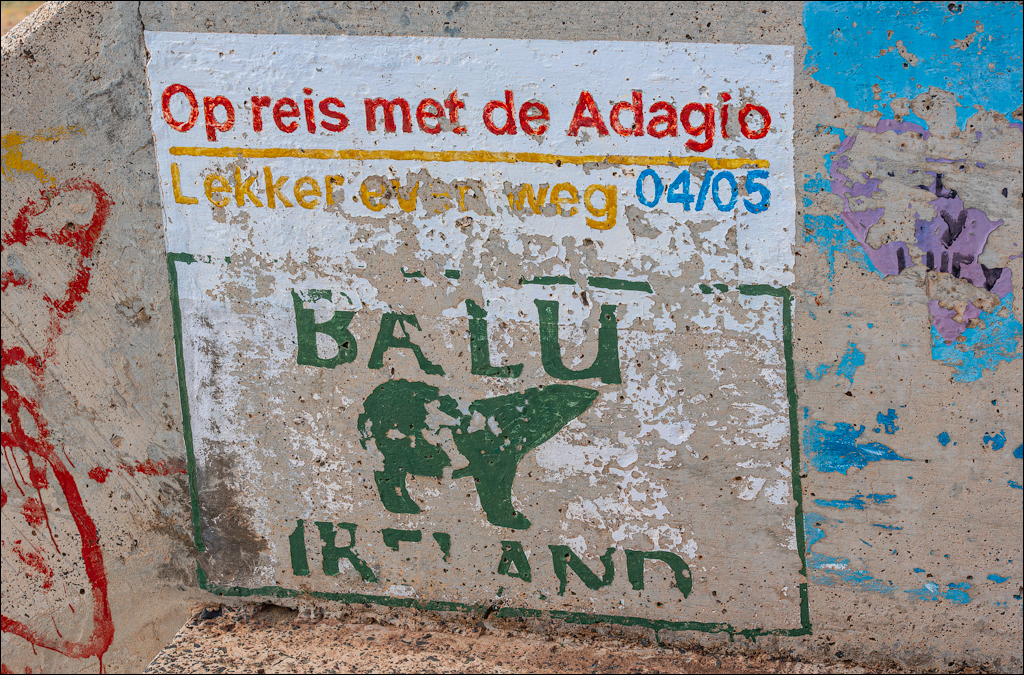 Op reis met de Adagio
Lekker even weg 04/05
BALU
IRELAND